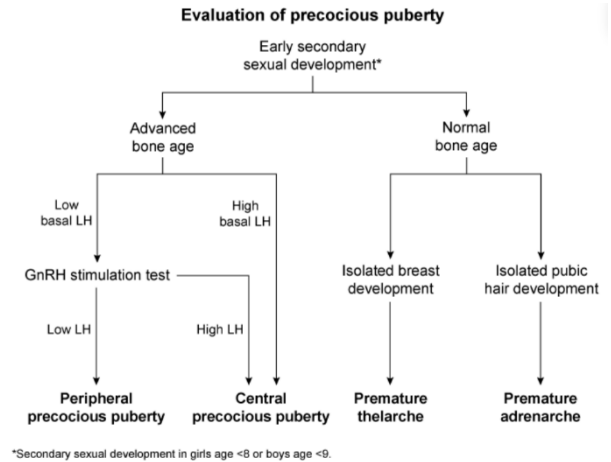 Evaluation of precocious puberty
Early secondary
sexual development*
Advanced
bone age
Normal
bone age
Low
basal LH
High
basal LH
GnRH stimulation test
Isolated breast
development
Isolated pubic
hair development
Low LH
High LH
Peripheral
precocious puberty
Central
precocious puberty
Premature
thelarche
Premature
adrenarche
*Secondary sexual development in girls age <8 or boys age <9.